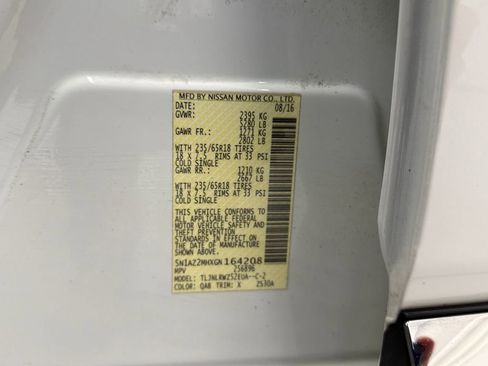 MFD BY NISSAN MOTOR CO., LTD.
DATE: 08/16
GVWR: 2395 KG
5280 LB
GAWR FR.: 1271 KG
2802 LB
WITH 235/65R18 TIRES
18 X 7.5 RIMS AT 33 PSI
COLD SINGLE
GAWR RR.: 1210 KG
2667 LB
WITH 235/65R18 TIRES
18 X 7.5 RIMS AT 33 PSI
COLD SINGLE
THIS VEHICLE CONFORMS TO
ALL APPLICABLE FEDERAL
MOTOR VEHICLE SAFETY
STANDARDS IN EFFECT ON THE
DATE OF MANUFACTURE
SHOWN ABOVE
5N1AZ2MHXGN164208
MPV 256896
MODEL: TLJNLRWZ52EUA--C-2
COLOR: QAB TRIM: X ZS30A